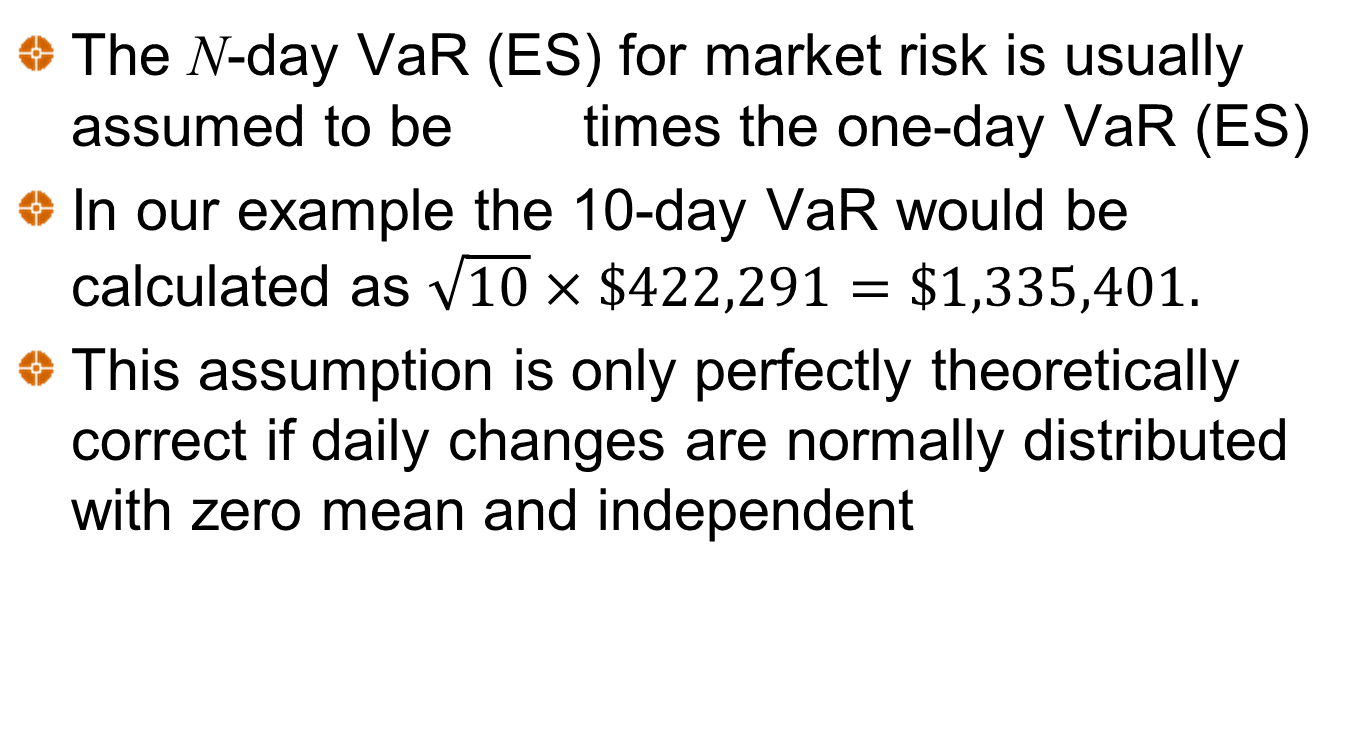 The N-day VaR (ES) for market risk is usually
assumed to be times the one-day VaR (ES)
In our example the 10-day VaR would be
calculated as √10 × $422,291 = $1,335,401.
This assumption is only perfectly theoretically
correct if daily changes are normally distributed
with zero mean and independent